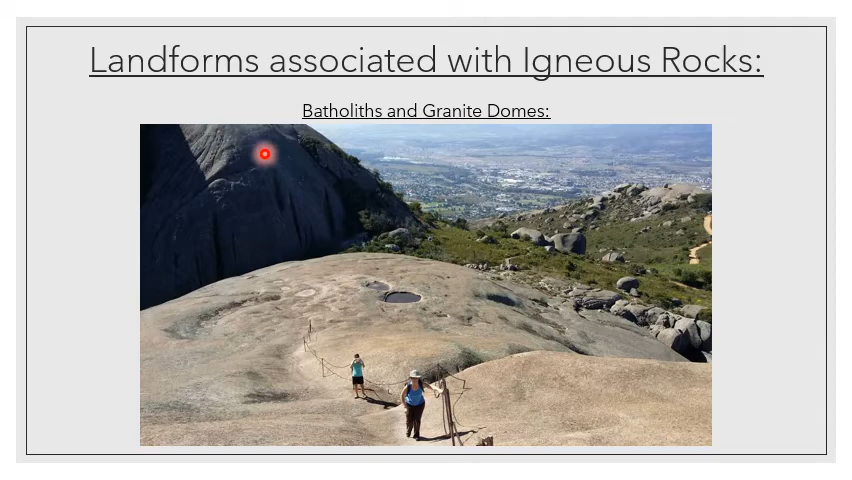 Landforms associated with Igneous Rocks:
Batholiths and Granite Domes: